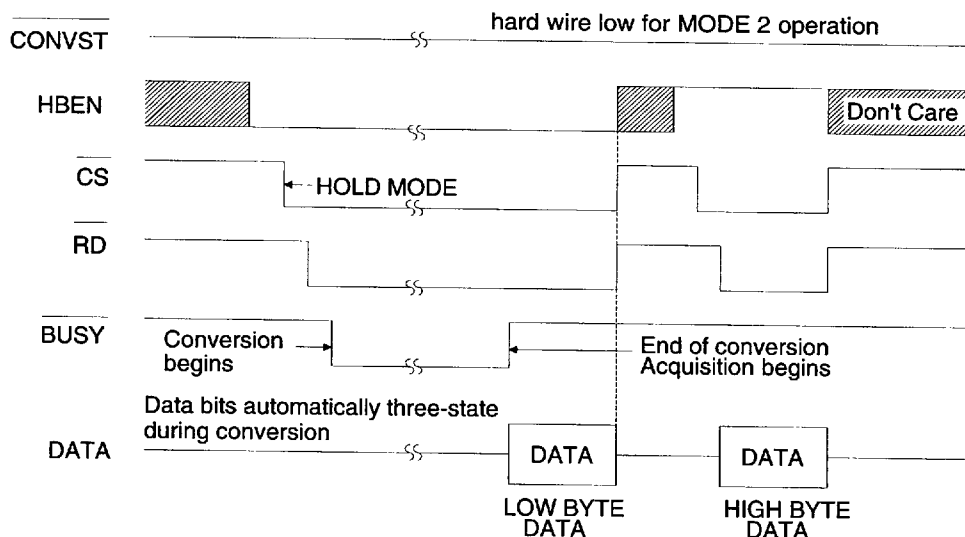 hard wire low for MODE 2 operation
CONVST
HBEN
Don't Care
CS
HOLD MODE
RD
BUSY
Conversion
begins
End of conversion
Acquisition begins
Data bits automatically three-state
during conversion
DATA
DATA
DATA
LOW BYTE
DATA
HIGH BYTE
DATA